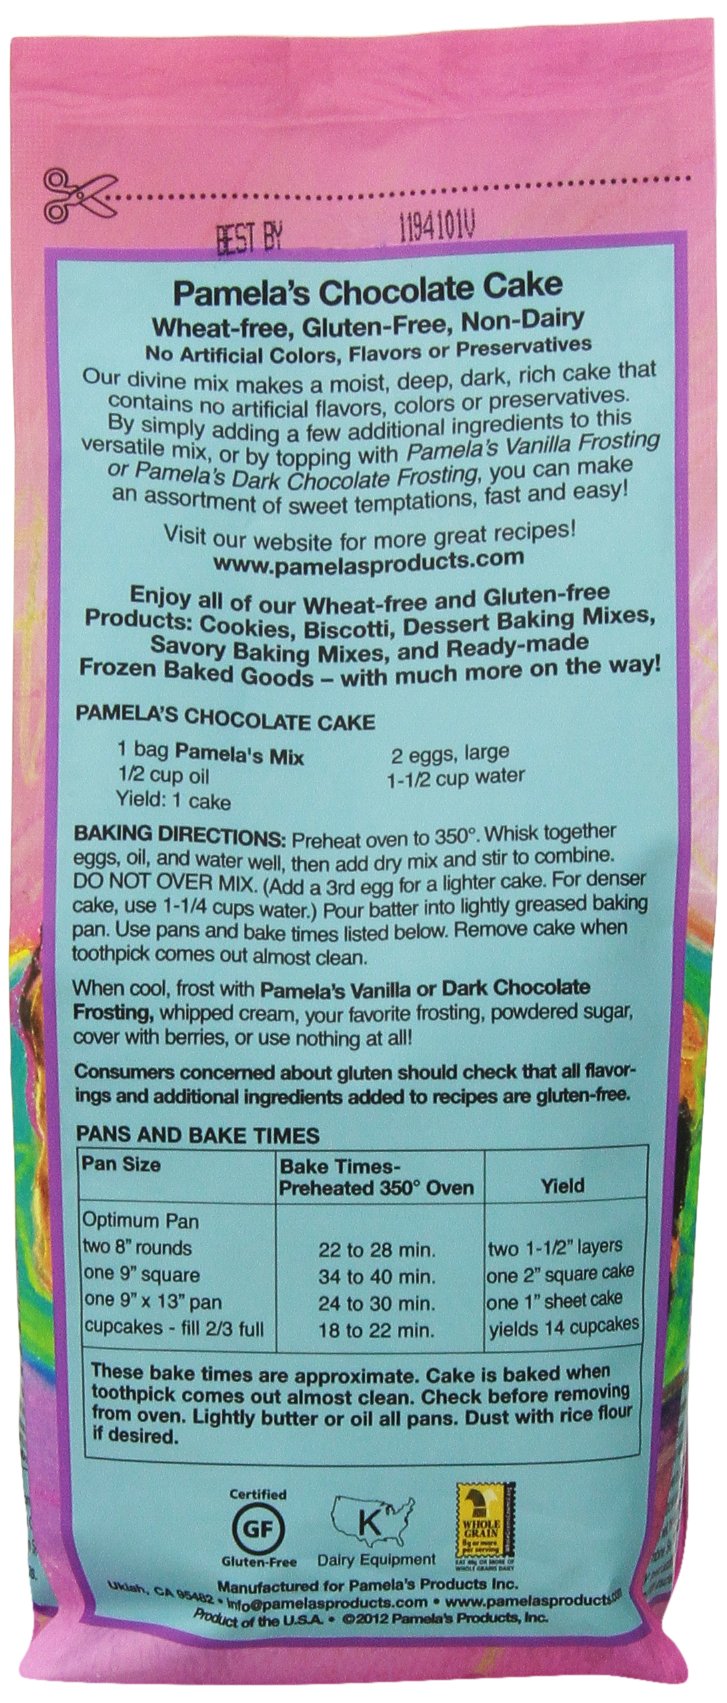 BEST BY 1194101V
Pamela's Chocolate Cake
Wheat-free, Gluten-Free, Non-Dairy
No Artificial Colors, Flavors or Preservatives
Our divine mix makes a moist, deep, dark, rich cake that
contains no artificial flavors, colors or preservatives.
By simply adding a few additional ingredients to this
versatile mix, or by topping with Pamela's Vanilla Frosting
or Pamela's Dark Chocolate Frosting, you can make
an assortment of sweet temptations, fast and easy!
Visit our website for more great recipes!
www.pamelasproducts.com
Enjoy all of our Wheat-free and Gluten-free
Products: Cookies, Biscotti, Dessert Baking Mixes,
Savory Baking Mixes, and Ready-made
Frozen Baked Goods – with much more on the way!
PAMELA'S CHOCOLATE CAKE
1 bag Pamela's Mix 2 eggs, large
1/2 cup oil 1-1/2 cup water
Yield: 1 cake
BAKING DIRECTIONS: Preheat oven to 350°. Whisk together
eggs, oil, and water well, then add dry mix and stir to combine.
DO NOT OVER MIX. (Add a 3rd egg for a lighter cake. For denser
cake, use 1-1/4 cups water.) Pour batter into lightly greased baking
pan. Use pans and bake times listed below. Remove cake when
toothpick comes out almost clean.
When cool, frost with Pamela's Vanilla or Dark Chocolate
Frosting, whipped cream, your favorite frosting, powdered sugar,
cover with berries, or use nothing at all!
Consumers concerned about gluten should check that all flavor-
ings and additional ingredients added to recipes are gluten-free.
PANS AND BAKE TIMES
Pan Size Bake Times-
Preheated 350° Oven Yield
Optimum Pan
two 8" rounds 22 to 28 min. two 1-1/2" layers
one 9" square 34 to 40 min. one 2" square cake
one 9" x 13" pan 24 to 30 min. one 1" sheet cake
cupcakes - fill 2/3 full 18 to 22 min. yields 14 cupcakes
These bake times are approximate. Cake is baked when
toothpick comes out almost clean. Check before removing
from oven. Lightly butter or oil all pans. Dust with rice flour
if desired.
Certified
GF
Gluten-Free
K
Dairy Equipment
WHOLE
GRAIN
8g or more
per serving
EAT 48g OR MORE OF
WHOLE GRAINS DAILY
Manufactured for Pamela's Products Inc.
Ukiah, CA 95482 • info@pamelasproducts.com • www.pamelasproducts.com
Product of the U.S.A. • ©2012 Pamela's Products, Inc.